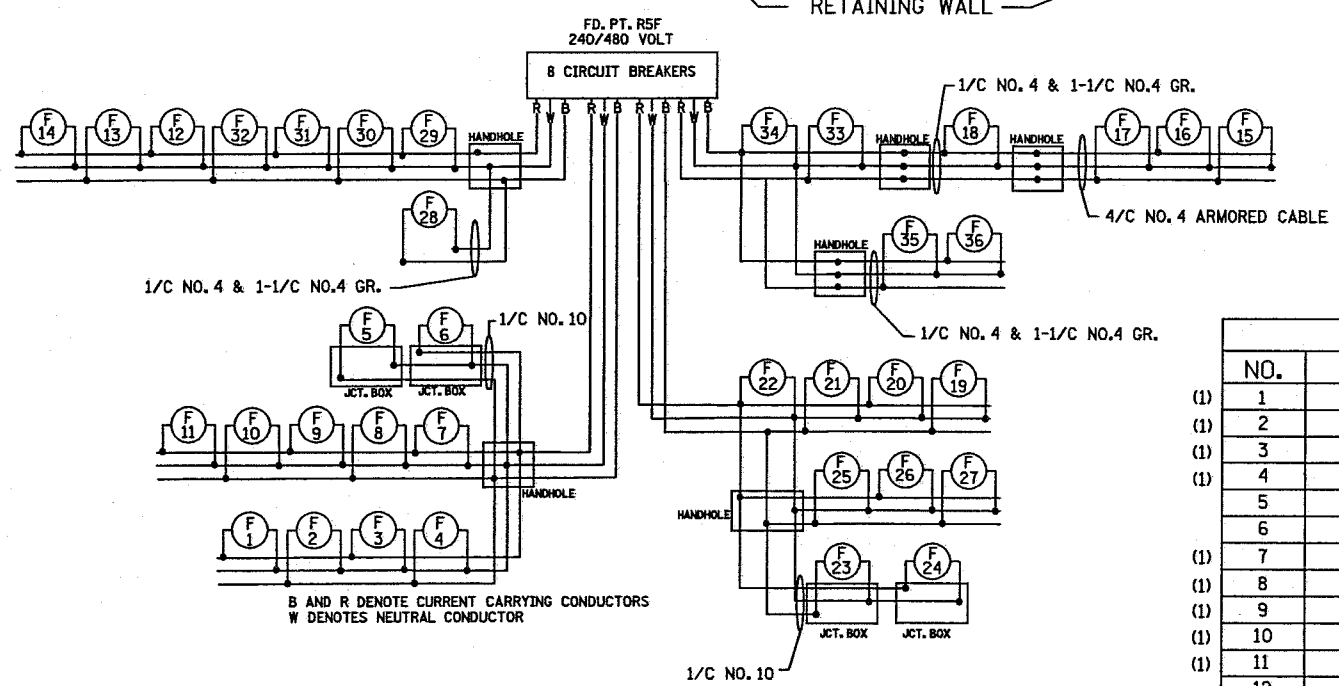 RETAINING WALL
FD. PT. R5F
240/480 VOLT
8 CIRCUIT BREAKERS
R W B R W B R W B R W B
F 14
F 13
F 12
F 32
F 31
F 30
F 29
HANDHOLE
F 28
1/C NO. 4 & 1-1/C NO.4 GR.
F 34
F 33
HANDHOLE
1/C NO. 4 & 1-1/C NO.4 GR.
F 18
HANDHOLE
F 17
F 16
F 15
4/C NO. 4 ARMORED CABLE
HANDHOLE
F 35
F 36
1/C NO. 4 & 1-1/C NO.4 GR.
F 5
F 6
1/C NO. 10
JCT. BOX
JCT. BOX
F 11
F 10
F 9
F 8
F 7
HANDHOLE
F 1
F 2
F 3
F 4
B AND R DENOTE CURRENT CARRYING CONDUCTORS
W DENOTES NEUTRAL CONDUCTOR
F 22
F 21
F 20
F 19
F 25
F 26
F 27
HANDHOLE
F 23
F 24
JCT. BOX
JCT. BOX
1/C NO. 10
NO.
(1) 1
(1) 2
(1) 3
(1) 4
5
6
(1) 7
(1) 8
(1) 9
(1) 10
(1) 11